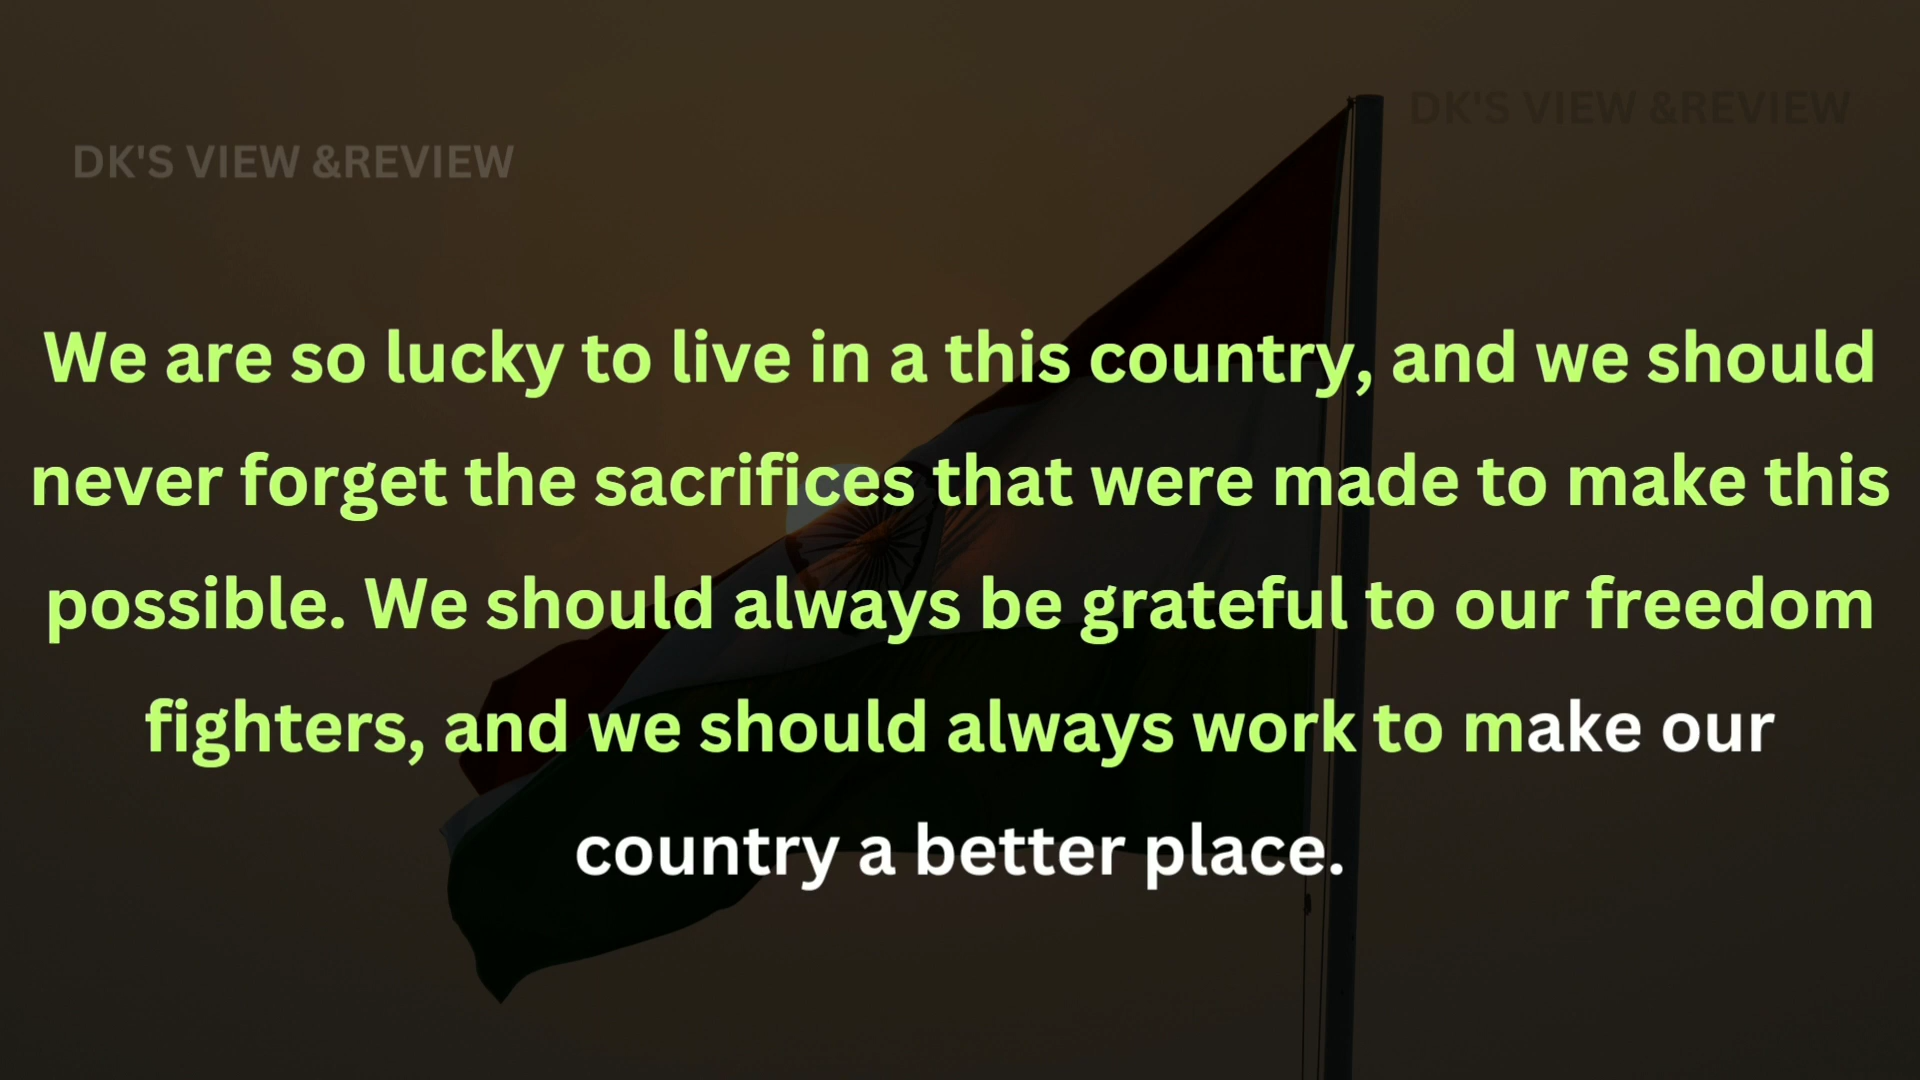 DK'S VIEW &REVIEW
DK'S VIEW &REVIEW
We are so lucky to live in a this country, and we should
never forget the sacrifices that were made to make this
possible. We should always be grateful to our freedom
fighters, and we should always work to make our
country a better place.